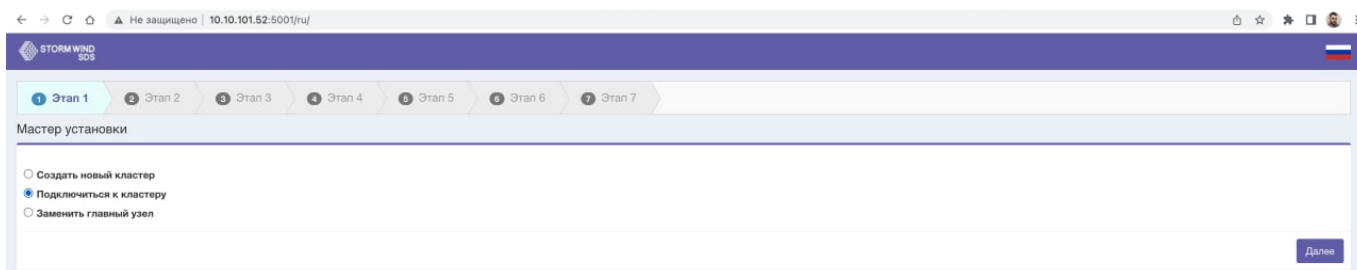 Не защищено | 10.10.101.52:5001/ru/
STORM WIND
SDS
1 Этап 1 2 Этап 2 3 Этап 3 4 Этап 4 5 Этап 5 6 Этап 6 7 Этап 7
Мастер установки
Создать новый кластер
Подключиться к кластеру
Заменить главный узел
Далее